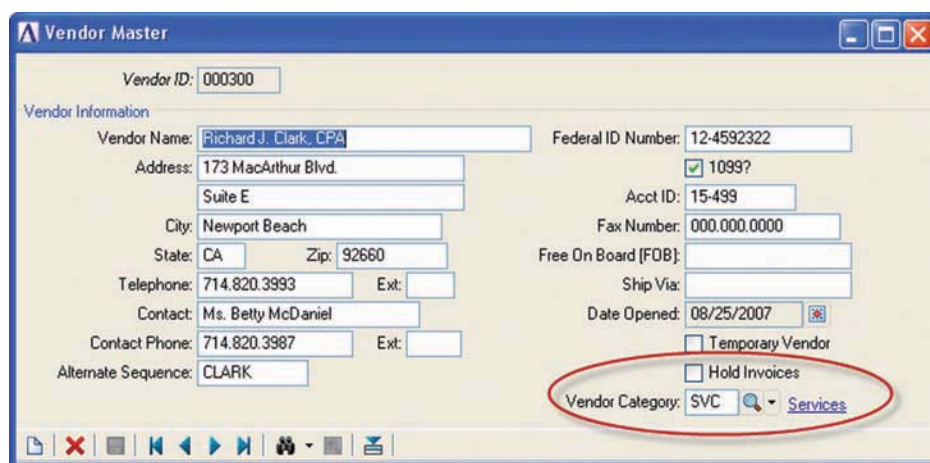 Vendor Master
Vendor ID: 000300
Vendor Information
Vendor Name: Richard J. Clark, CPA
Federal ID Number: 12-4592322
Address: 173 MacArthur Blvd.
1099?
Suite E
Acct ID: 15-499
City: Newport Beach
Fax Number: 000.000.0000
State: CA Zip: 92660
Free On Board [FOB]:
Telephone: 714.820.3993 Ext:
Ship Via:
Contact: Ms. Betty McDaniel
Date Opened: 08/25/2007
Contact Phone: 714.820.3987 Ext:
Temporary Vendor
Alternate Sequence: CLARK
Hold Invoices
Vendor Category: SVC Services